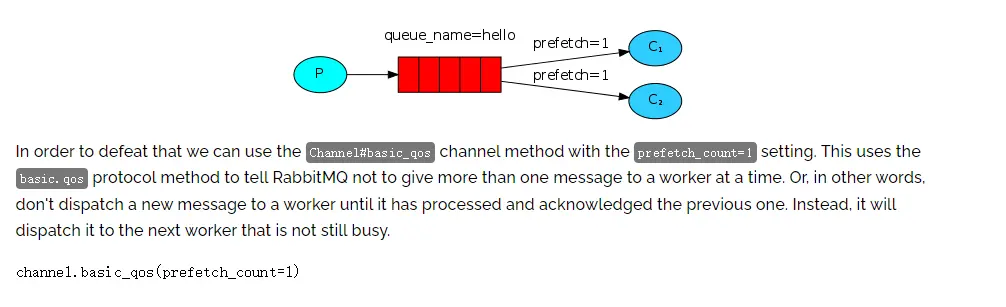 queue_name=hello
prefetch=1
C₁
P
prefetch=1
C₂
In order to defeat that we can use the Channel#basic_qos channel method with the prefetch_count=1 setting. This uses the
basic.qos protocol method to tell RabbitMQ not to give more than one message to a worker at a time. Or, in other words,
don't dispatch a new message to a worker until it has processed and acknowledged the previous one. Instead, it will
dispatch it to the next worker that is not still busy.
channel.basic_qos(prefetch_count=1)